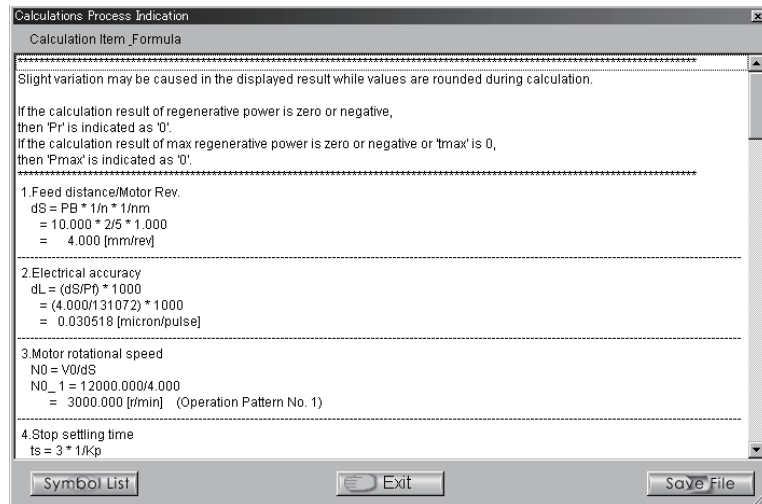 Calculations Process Indication
Calculation Item_Formula
********************************************************************************************************************************************
Slight variation may be caused in the displayed result while values are rounded during calculation.
If the calculation result of regenerative power is zero or negative,
then 'Pr' is indicated as '0'.
If the calculation result of max regenerative power is zero or negative or 'tmax' is 0,
then 'Pmax' is indicated as '0'.
********************************************************************************************************************************************
1.Feed distance/Motor Rev.
dS = PB * 1/n * 1/nm
= 10.000 * 2/5 * 1.000
= 4.000 [mm/rev]
2.Electrical accuracy
dL = (dS/Pf) * 1000
= (4.000/131072) * 1000
= 0.030518 [micron/pulse]
3.Motor rotational speed
N0 = V0/dS
N0_ 1 = 12000.000/4.000
= 3000.000 [r/min] (Operation Pattern No. 1)
4.Stop settling time
ts = 3 * 1/Kp
Symbol List Exit Save File